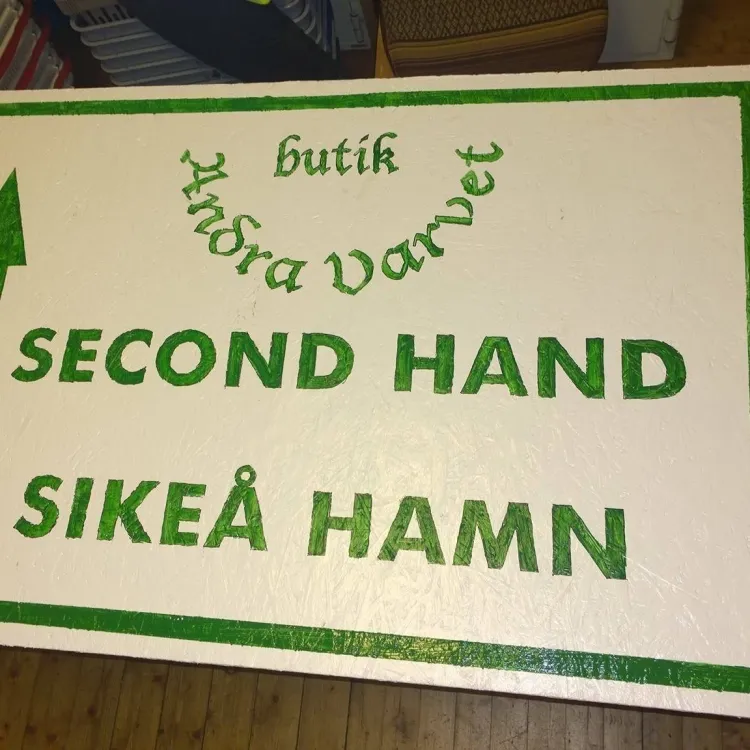 butik
Andra varvet
SECOND HAND
SIKEÅ HAMN